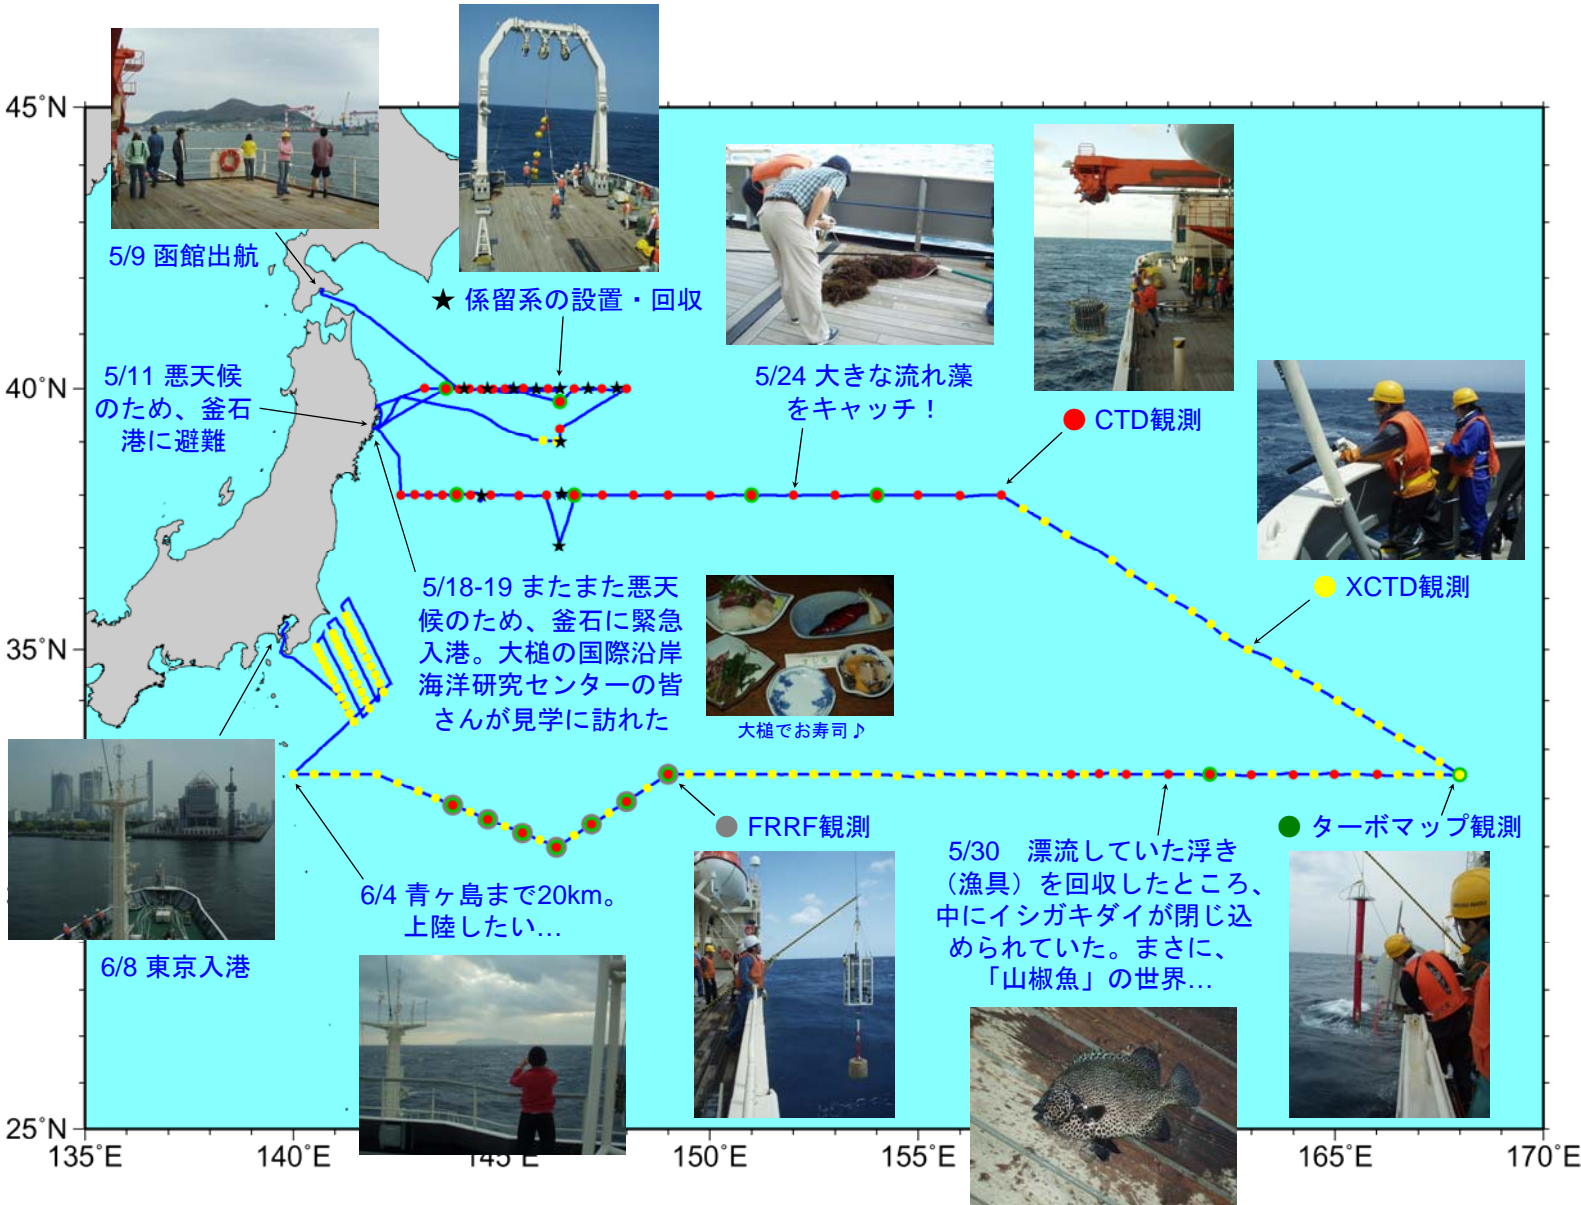 45°N
5/9 函館出航
★ 係留系の設置・回収
40°N
5/11 悪天候
のため、釜石
港に避難
5/24 大きな流れ藻
をキャッチ！
CTD観測
XCTD観測
5/18-19 またまた悪天
候のため、釜石に緊急
入港。大槌の国際沿岸
海洋研究センターの皆
さんが見学に訪れた
大槌でお寿司♪
35°N
FRRF観測
ターボマップ観測
5/30　漂流していた浮き
（漁具）を回収したところ、
中にイシガキダイが閉じ込
められていた。まさに、
「山椒魚」の世界…
6/4 青ヶ島まで20km。
上陸したい…
6/8 東京入港
25°N
135°E
140°E
145°E
150°E
155°E
165°E
170°E